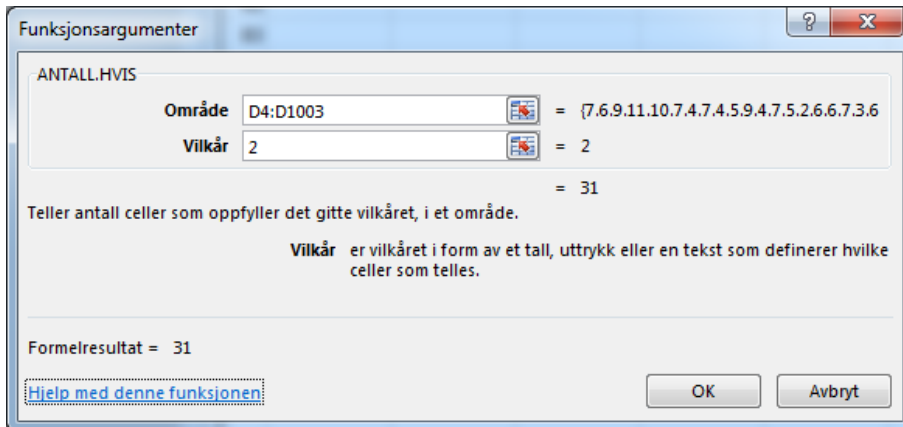 Funksjonsargumenter
ANTALL.HVIS
Område D4:D1003 = {7.6.9.11.10.7.4.7.4.5.9.4.7.5.2.6.6.7.3.6
Vilkår 2 = 2
= 31
Teller antall celler som oppfyller det gitte vilkåret, i et område.
Vilkår er vilkåret i form av et tall, uttrykk eller en tekst som definerer hvilke
celler som telles.
Formelresultat = 31
Hjelp med denne funksjonen
OK Avbryt